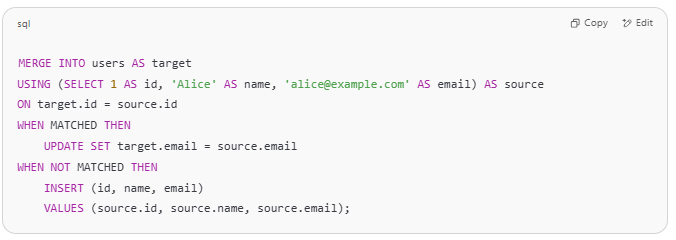 sql
Copy Edit
MERGE INTO users AS target
USING (SELECT 1 AS id, 'Alice' AS name, 'alice@example.com' AS email) AS source
ON target.id = source.id
WHEN MATCHED THEN
    UPDATE SET target.email = source.email
WHEN NOT MATCHED THEN
    INSERT (id, name, email)
    VALUES (source.id, source.name, source.email);